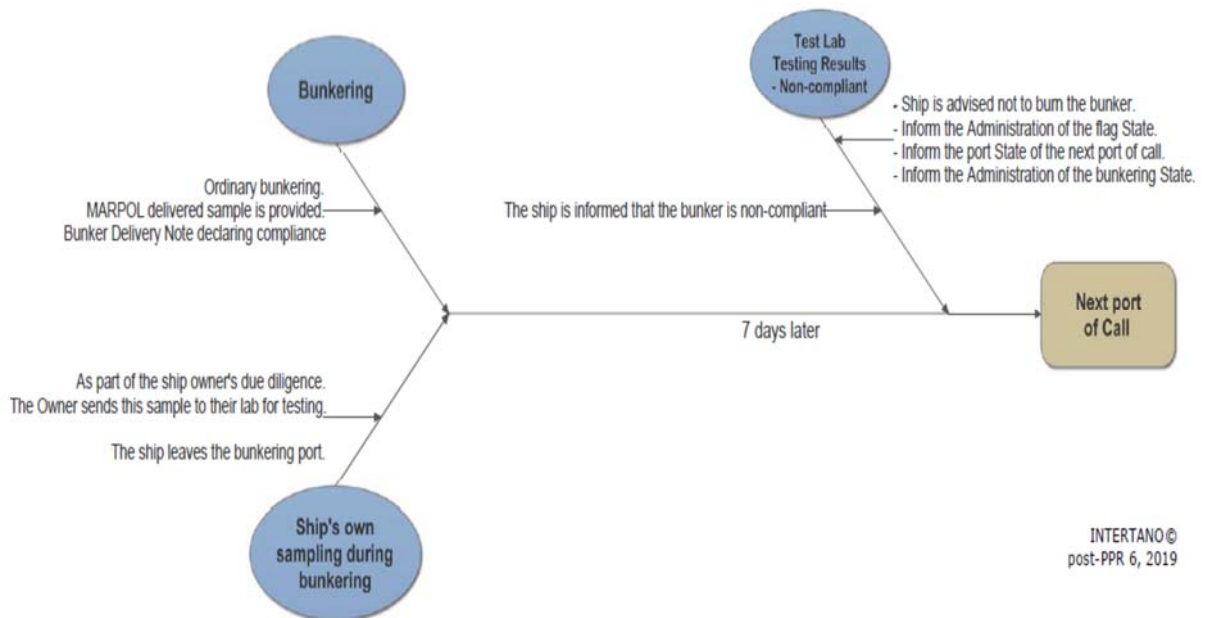 Bunkering
Ordinary bunkering.
MARPOL delivered sample is provided.
Bunker Delivery Note declaring compliance
Test Lab
Testing Results
- Non-compliant
- Ship is advised not to burn the bunker.
- Inform the Administration of the flag State.
- Inform the port State of the next port of call.
- Inform the Administration of the bunkering State.
The ship is informed that the bunker is non-compliant
7 days later
Next port
of Call
As part of the ship owner's due diligence.
The Owner sends this sample to their lab for testing.
The ship leaves the bunkering port.
Ship's own
sampling during
bunkering
INTERTANO©
post-PPR 6, 2019